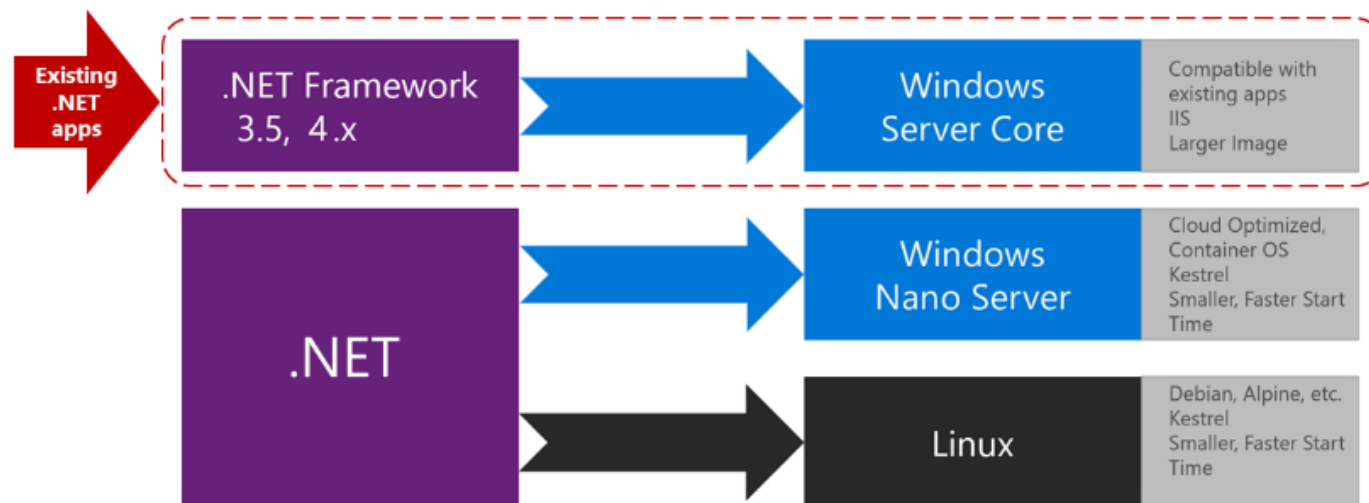 Existing
.NET
apps
.NET Framework
3.5, 4.x
Windows
Server Core
Compatible with
existing apps
IIS
Larger Image
.NET
Windows
Nano Server
Cloud Optimized,
Container OS
Kestrel
Smaller, Faster Start
Time
Linux
Debian, Alpine, etc.
Kestrel
Smaller, Faster Start
Time